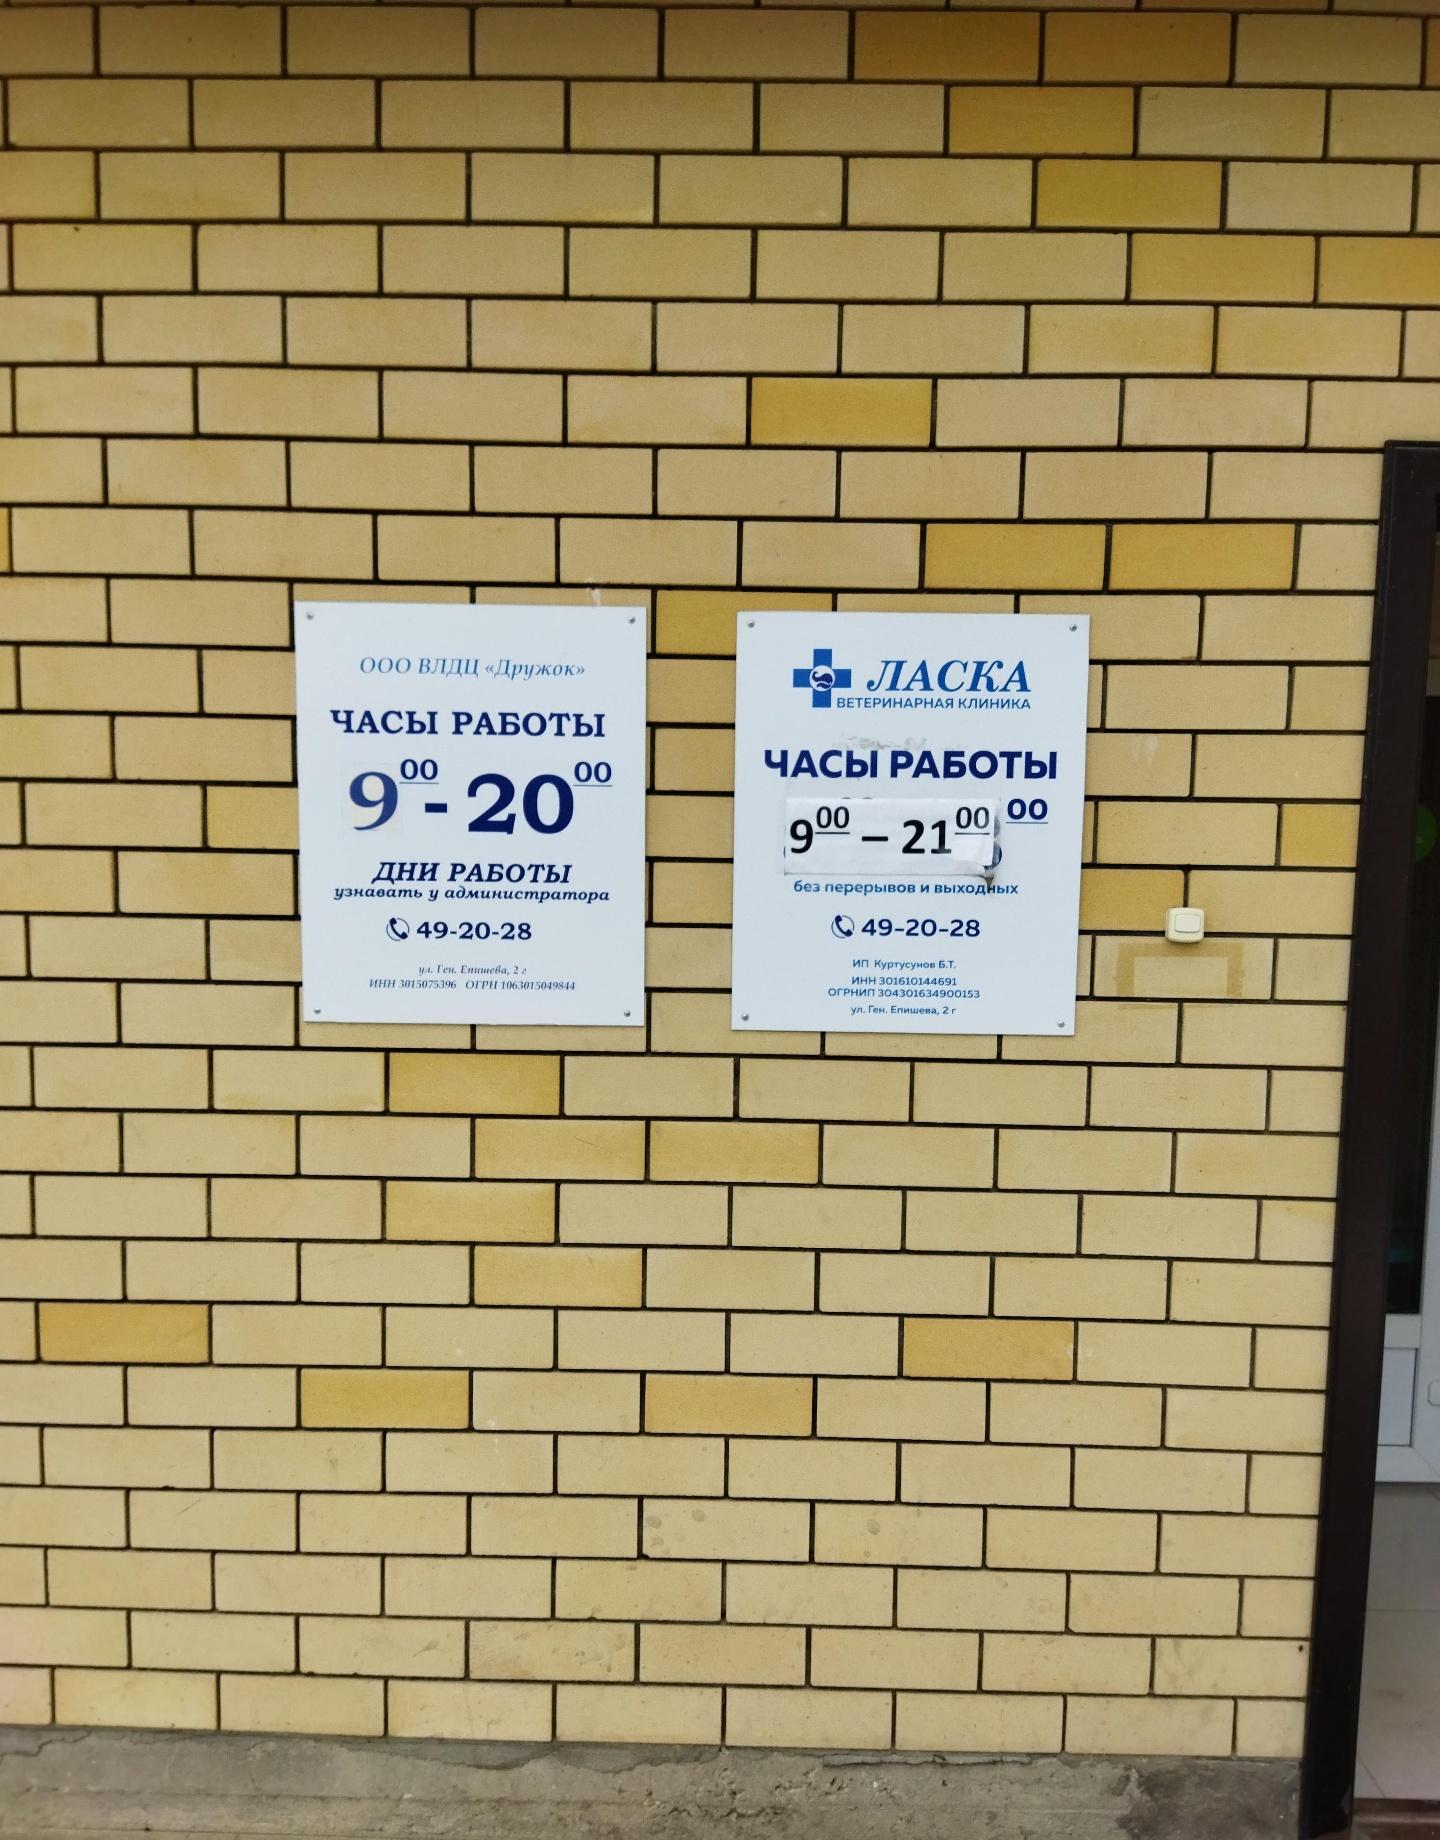 ООО ВЛДЦ «Дружок»
ЧАСЫ РАБОТЫ
9⁰⁰ - 20⁰⁰
ДНИ РАБОТЫ
узнавать у администратора
49-20-28
ул. Ген. Епишева, 2 г
ИНН 3015075396 ОГРН 1063015049844
ЛАСКА
ВЕТЕРИНАРНАЯ КЛИНИКА
ЧАСЫ РАБОТЫ
9⁰⁰ – 21⁰⁰ ⁰⁰
без перерывов и выходных
49-20-28
ИП Куртусунов Б.Т.
ИНН 301610144691
ОГРНИП 304301634900153
ул. Ген. Епишева, 2 г